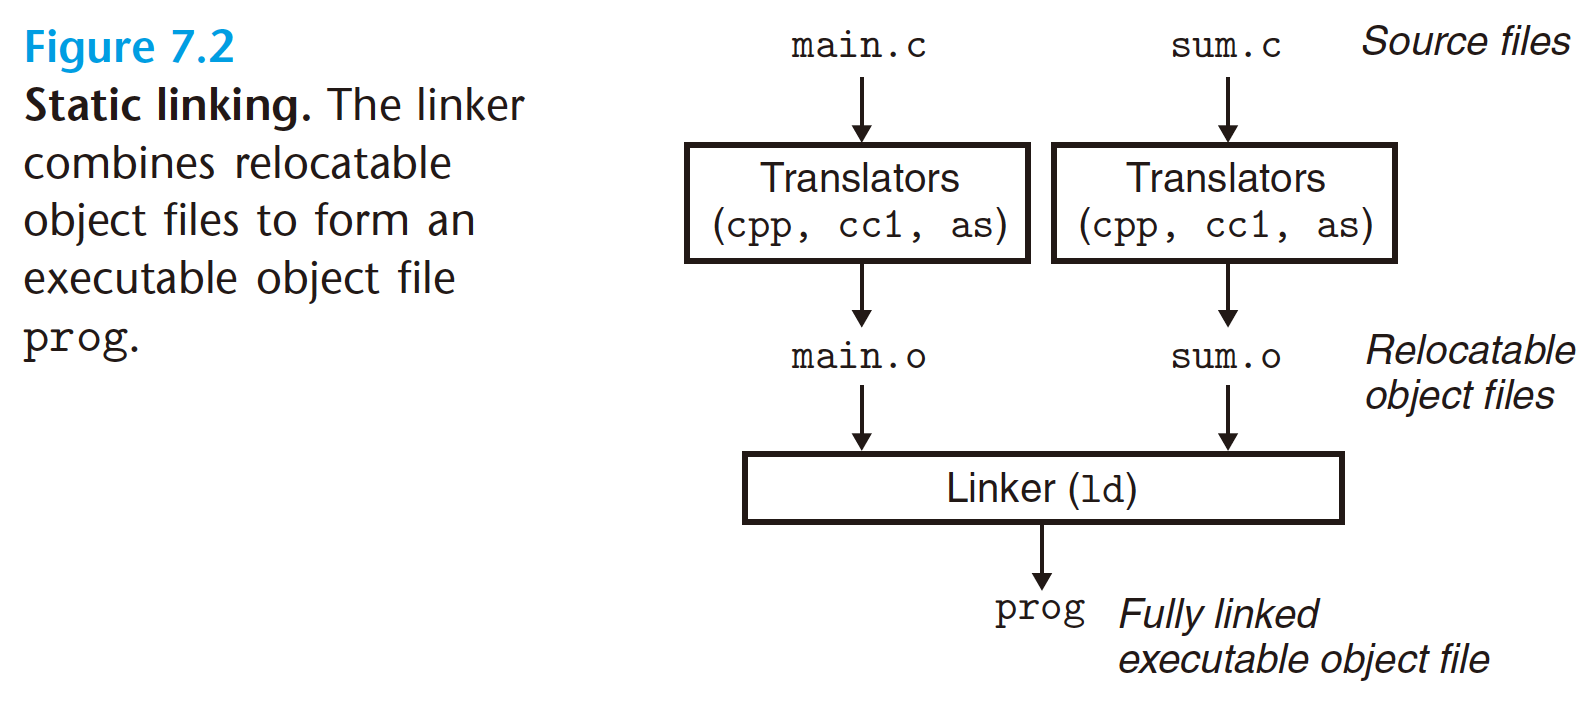 Figure 7.2
Static linking. The linker
combines relocatable
object files to form an
executable object file
prog.
main.c sum.c Source files
Translators Translators
(cpp, cc1, as) (cpp, cc1, as)
main.o sum.o Relocatable
object files
Linker (ld)
prog Fully linked
executable object file